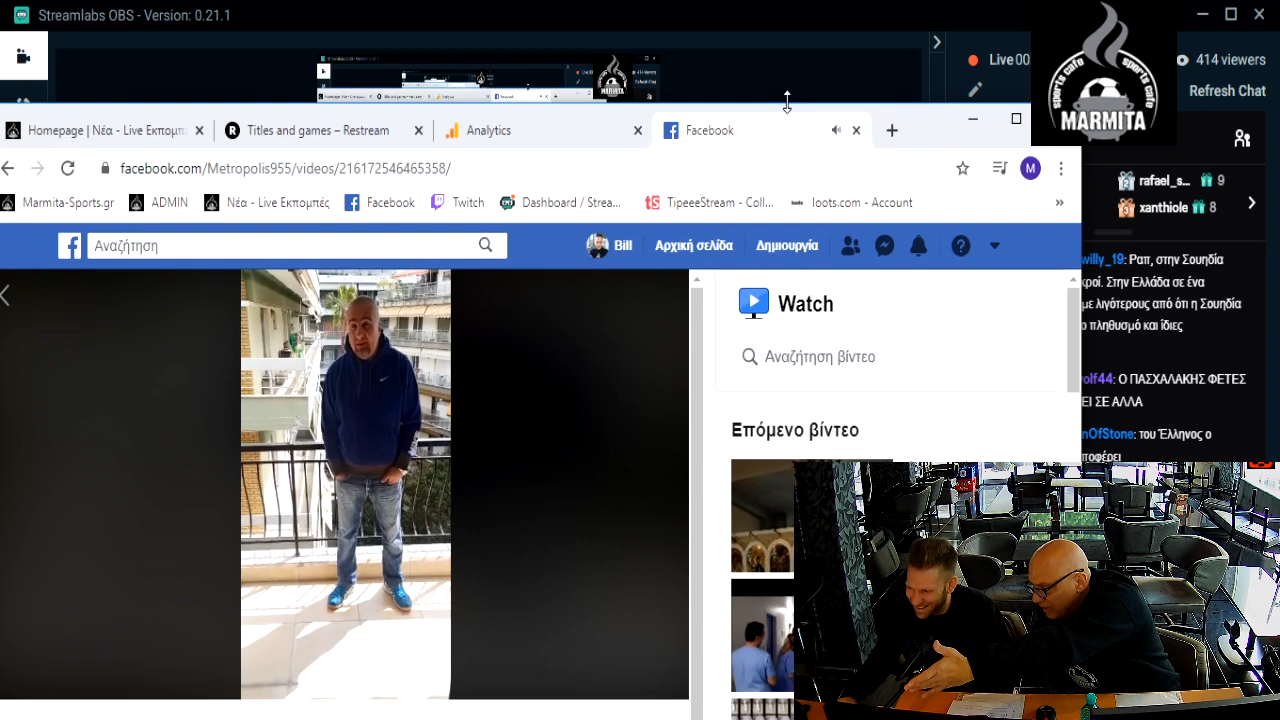 Streamlabs OBS - Version: 0.21.1
Live 00
414 viewers
Refresh Chat
sports cafe
sports
MARMITA
Homepage | Νέα - Live Εκπομπ
Titles and games – Restream
Analytics
Facebook
facebook.com/Metropolis955/videos/216172546465358/
M
Marmita-Sports.gr
ADMIN
Νέα - Live Εκπομπές
Facebook
Twitch
Dashboard / Strea...
TipeeeStream - Coll...
loots.com - Account
»
rafael_s... 9
xanthiole 8
Αναζήτηση
Bill
Αρχική σελίδα
Δημιουργία
willy_19: Ραπτ, στην Σουηδία
κροί. Στην Ελλάδα σε ένα
με λιγότερους από ότι η Σουηδία
ο πληθυσμό και ίδιες
olf44: Ο ΠΑΣΧΑΛΑΚΗΣ ΦΕΤΕΣ
ΕΙ ΣΕ ΑΛΛΑ
nOfStone: του Έλληνος ο
ποφέρει
Watch
Αναζήτηση βίντεο
Επόμενο βίντεο